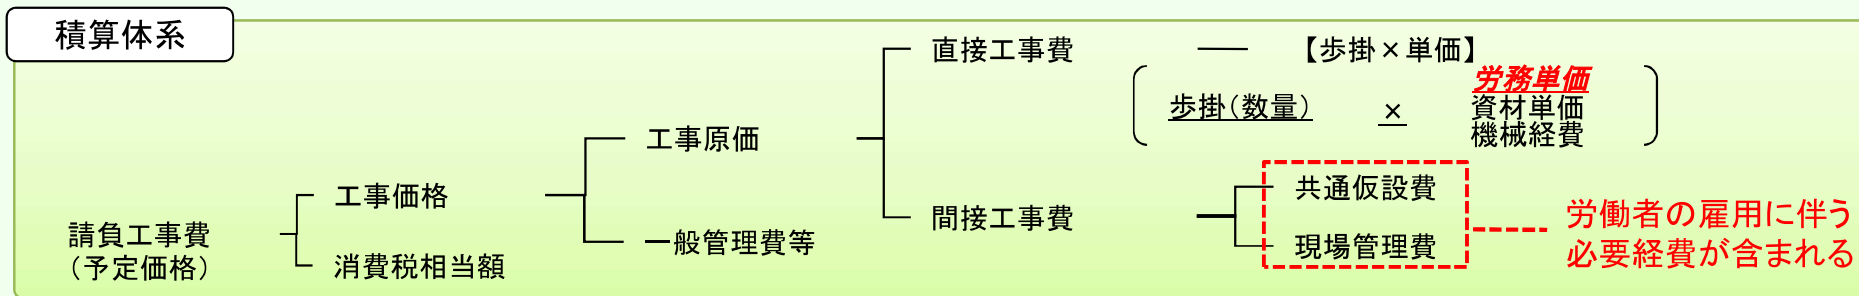 積算体系
直接工事費
【歩掛×単価】
歩掛(数量)
×
労務単価
資材単価
機械経費
工事原価
工事価格
共通仮設費
間接工事費
現場管理費
労働者の雇用に伴う
必要経費が含まれる
請負工事費
(予定価格)
一般管理費等
消費税相当額